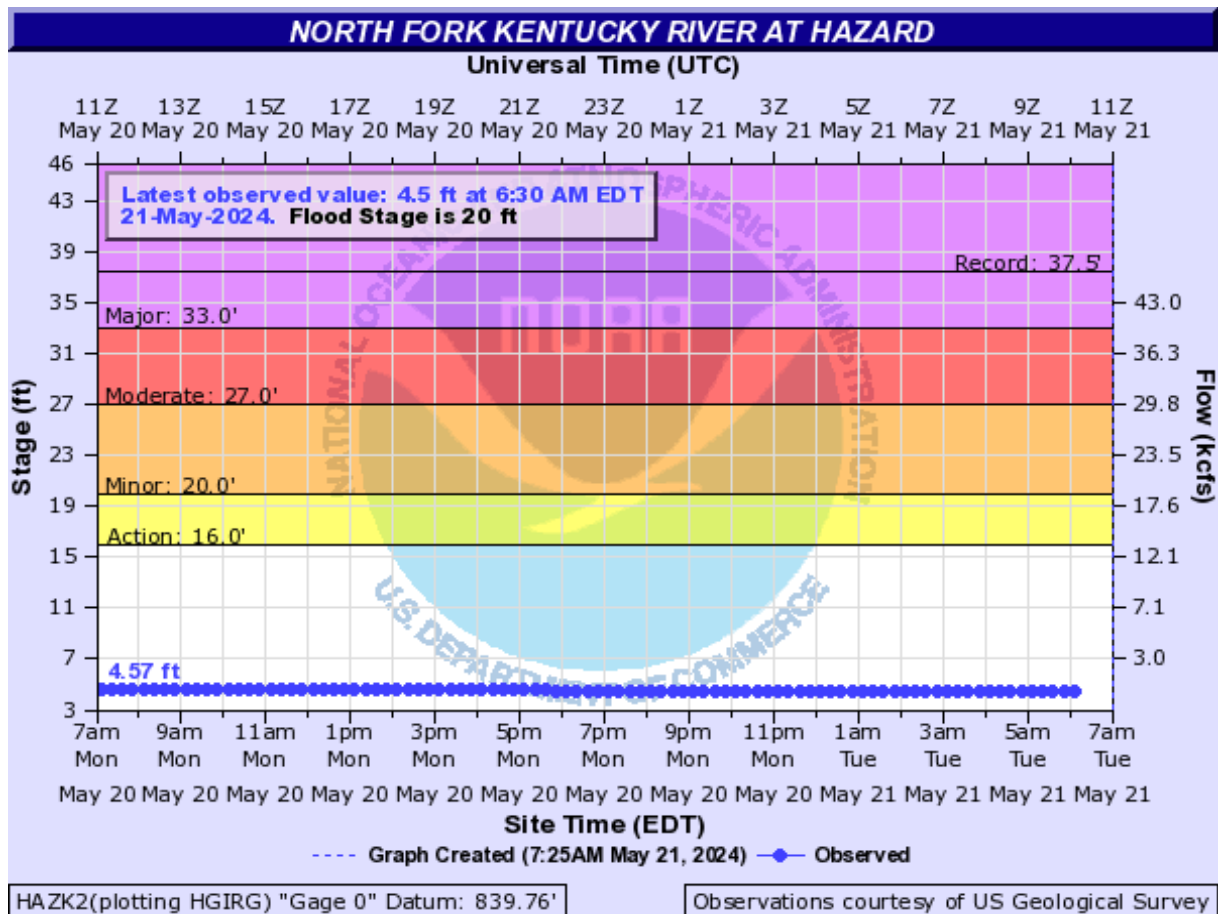 NORTH FORK KENTUCKY RIVER AT HAZARD
Universal Time (UTC)
11Z 13Z 15Z 17Z 19Z 21Z 23Z 1Z 3Z 5Z 7Z 9Z 11Z
May 20 May 20 May 20 May 20 May 20 May 20 May 20 May 21 May 21 May 21 May 21 May 21 May 21
Latest observed value: 4.5 ft at 6:30 AM EDT
21-May-2024. Flood Stage is 20 ft
Record: 37.5'
Major: 33.0'
Moderate: 27.0'
Minor: 20.0'
Action: 16.0'
4.57 ft
Stage (ft)
46
43
39
35
31
27
23
19
15
11
7
3
Flow (kcfs)
43.0
36.3
29.8
23.5
17.6
12.1
7.1
3.0
NATIONAL OCEANIC AND ATMOSPHERIC ADMINISTRATION
NOAA
U.S. DEPARTMENT OF COMMERCE
7am 9am 11am 1pm 3pm 5pm 7pm 9pm 11pm 1am 3am 5am 7am
Mon Mon Mon Mon Mon Mon Mon Mon Mon Tue Tue Tue Tue
May 20 May 20 May 20 May 20 May 20 May 20 May 20 May 20 May 20 May 21 May 21 May 21 May 21
Site Time (EDT)
Graph Created (7:25AM May 21, 2024) Observed
HAZK2(plotting HGIRG) "Gage 0" Datum: 839.76'
Observations courtesy of US Geological Survey